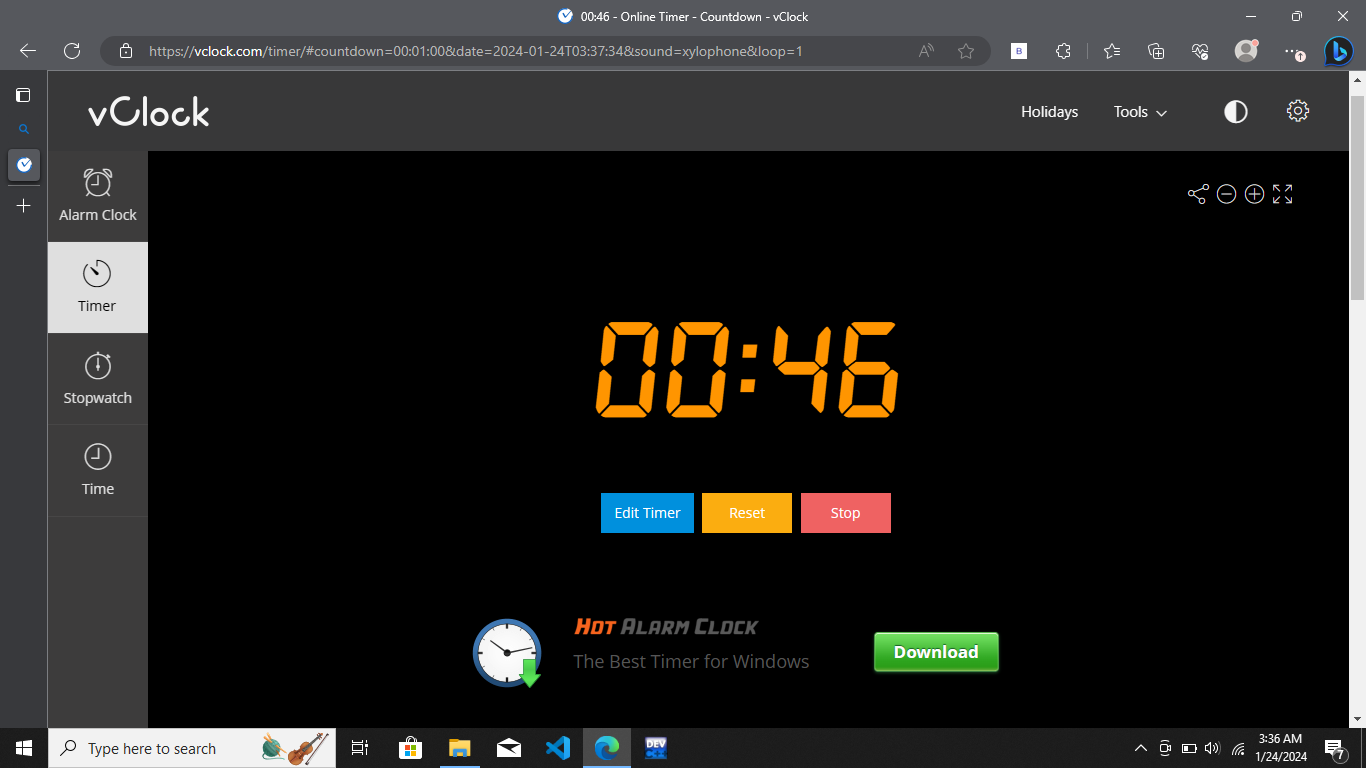 00:46 - Online Timer - Countdown - vClock
https://vclock.com/timer/#countdown=00:01:00&date=2024-01-24T03:37:34&sound=xylophone&loop=1
B
1
vClock
Holidays
Tools
Alarm Clock
Timer
Stopwatch
Time
00:46
Edit Timer
Reset
Stop
Hot Alarm Clock
The Best Timer for Windows
Download
Type here to search
DEV
3:36 AM
1/24/2024
7